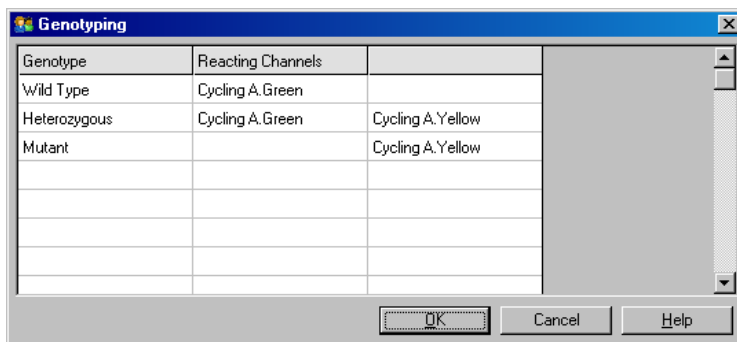 Genotyping
Genotype Reacting Channels
Wild Type Cycling A.Green
Heterozygous Cycling A.Green Cycling A.Yellow
Mutant Cycling A.Yellow
OK Cancel Help